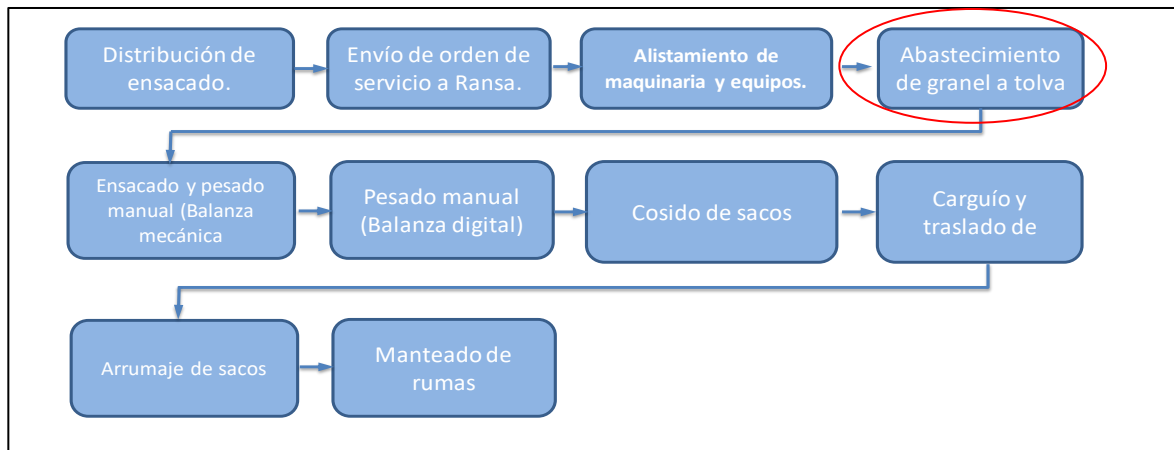 Distribución de
ensacado.
Envío de orden de
servicio a Ransa.
Alistamiento de
maquinaria y equipos.
Abastecimiento
de granel a tolva
Ensacado y pesado
manual (Balanza
mecánica
Pesado manual
(Balanza digital)
Cosido de sacos
Carguío y
traslado de
Arrumaje de sacos
Manteado de
rumas